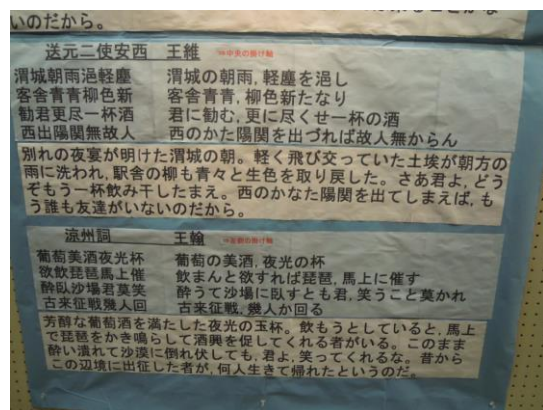 いのだから。
送元二使安西 王維 ⇒中央の掛け軸
渭城朝雨浥軽塵 渭城の朝雨，軽塵を浥し
客舎青青柳色新 客舎青青，柳色新たなり
勧君更尽一杯酒 君に勧む，更に尽くせ一杯の酒
西出陽関無故人 西のかた陽関を出づれば故人無からん
別れの夜宴が明けた渭城の朝。軽く飛び交っていた土埃が朝方の
雨に洗われ，駅舎の柳も青々と生色を取り戻した。さあ君よ，どう
ぞもう一杯飲み干したまえ。西のかなた陽関を出てしまえば，も
う誰も友達がいないのだから。
涼州詞 王翰
葡萄美酒夜光杯 葡萄の美酒，夜光の杯
欲飲琵琶馬上催 飲まんと欲すれば琵琶，馬上に催す
酔臥沙場君莫笑 酔うて沙場に臥すとも君，笑うこと莫かれ
古来征戦幾人回 古来征戦，幾人か回る
芳醇な葡萄酒を満たした夜光の玉杯。飲もうとしていると，馬上
で琵琶をかき鳴らして酒興を促してくれる者がいる。このまま
酔い潰れて沙漠に倒れ伏しても，君よ，笑ってくれるな。昔から
この辺境に出征した者が，何人生きて帰れたというのだ。